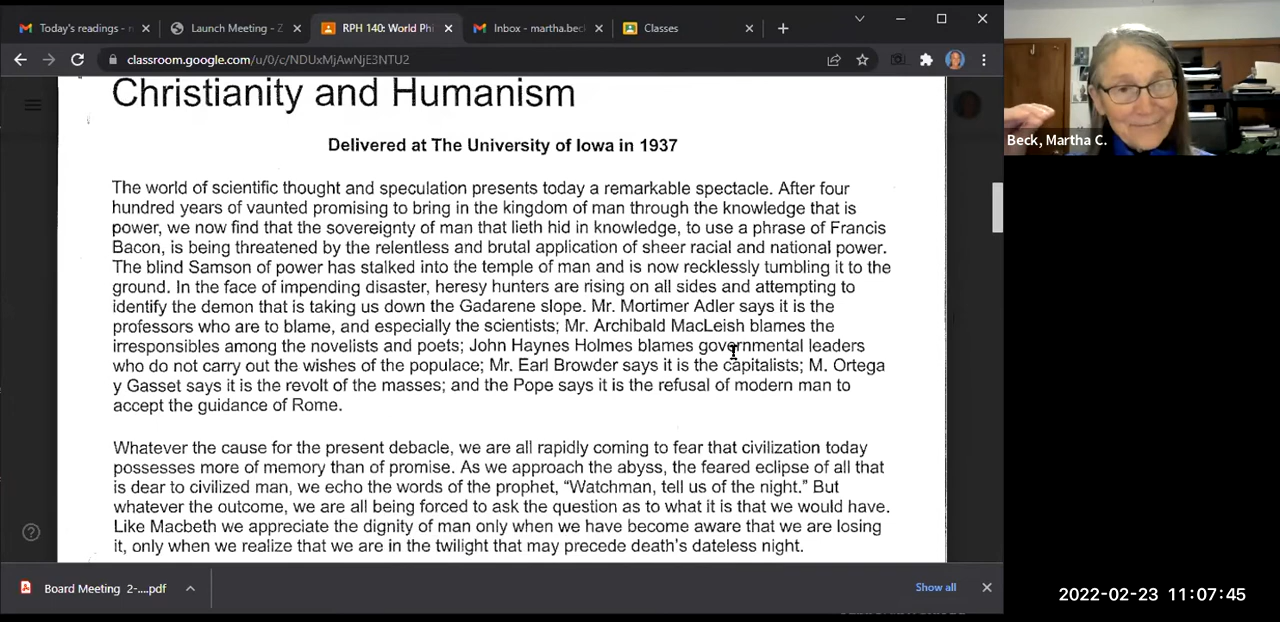 Today's readings - r
Launch Meeting - Z
RPH 140: World Phi
Inbox - martha.bec
Classes
classroom.google.com/u/0/c/NDUxMjAwNjE3NTU2
Christianity and Humanism
Delivered at The University of Iowa in 1937
The world of scientific thought and speculation presents today a remarkable spectacle. After four
hundred years of vaunted promising to bring in the kingdom of man through the knowledge that is
power, we now find that the sovereignty of man that lieth hid in knowledge, to use a phrase of Francis
Bacon, is being threatened by the relentless and brutal application of sheer racial and national power.
The blind Samson of power has stalked into the temple of man and is now recklessly tumbling it to the
ground. In the face of impending disaster, heresy hunters are rising on all sides and attempting to
identify the demon that is taking us down the Gadarene slope. Mr. Mortimer Adler says it is the
professors who are to blame, and especially the scientists; Mr. Archibald MacLeish blames the
irresponsibles among the novelists and poets; John Haynes Holmes blames governmental leaders
who do not carry out the wishes of the populace; Mr. Earl Browder says it is the capitalists; M. Ortega
y Gasset says it is the revolt of the masses; and the Pope says it is the refusal of modern man to
accept the guidance of Rome.
Whatever the cause for the present debacle, we are all rapidly coming to fear that civilization today
possesses more of memory than of promise. As we approach the abyss, the feared eclipse of all that
is dear to civilized man, we echo the words of the prophet, “Watchman, tell us of the night.” But
whatever the outcome, we are all being forced to ask the question as to what it is that we would have.
Like Macbeth we appreciate the dignity of man only when we have become aware that we are losing
it, only when we realize that we are in the twilight that may precede death's dateless night.
Board Meeting 2-....pdf
Show all
Beck, Martha C.
2022-02-23 11:07:45